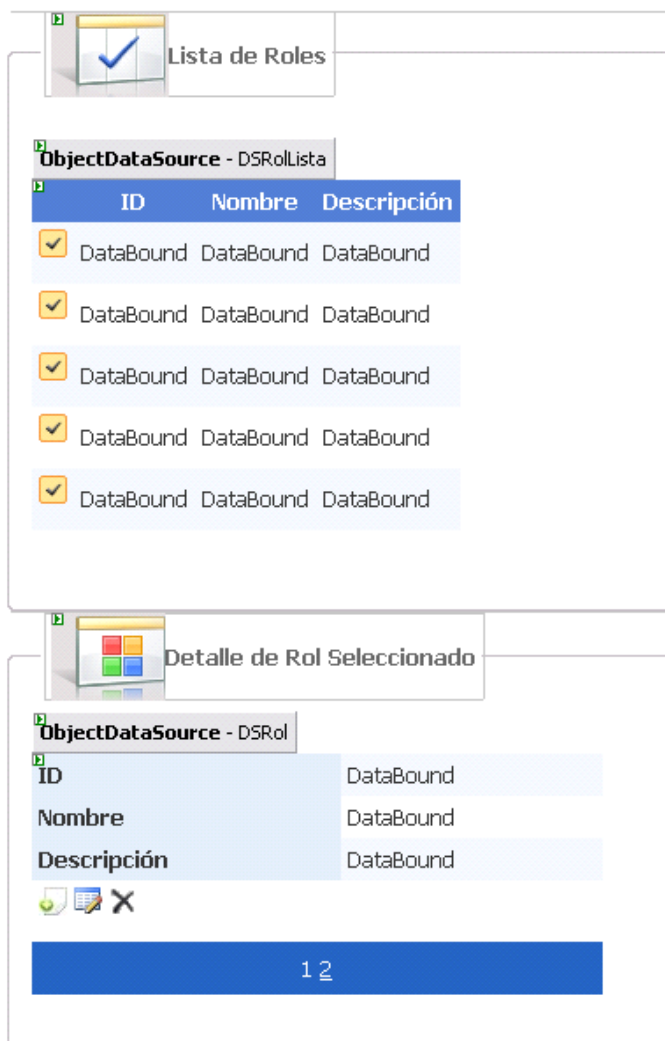 Lista de Roles
ObjectDataSource - DSRolLista
ID Nombre Descripción
DataBound DataBound DataBound
DataBound DataBound DataBound
DataBound DataBound DataBound
DataBound DataBound DataBound
DataBound DataBound DataBound
Detalle de Rol Seleccionado
ObjectDataSource - DSRol
ID DataBound
Nombre DataBound
Descripción DataBound
1 2